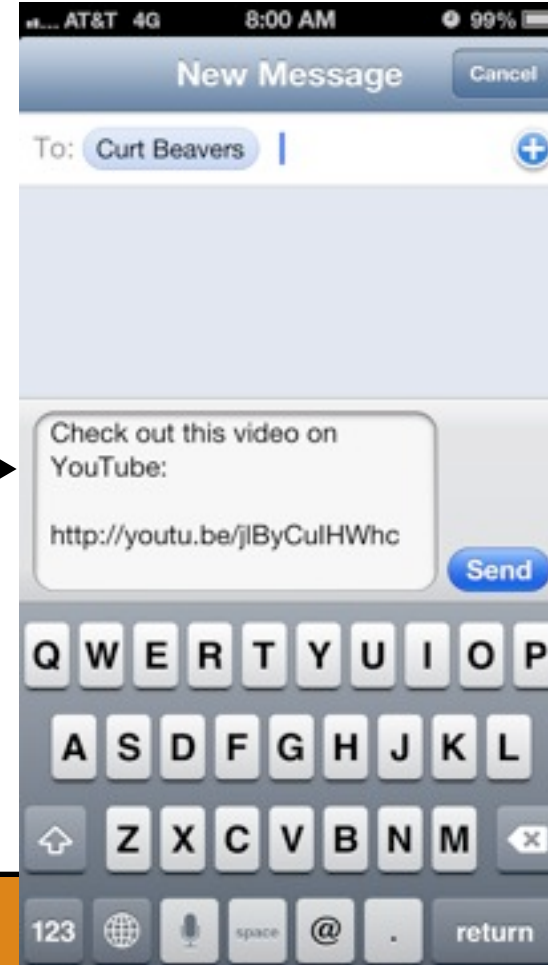 AT&T 4G 8:00 AM 99%
New Message Cancel
To: Curt Beavers
Check out this video on
YouTube:
http://youtu.be/jlByCulHWhc
Send
Q W E R T Y U I O P
A S D F G H J K L
Z X C V B N M
123 space @ . return